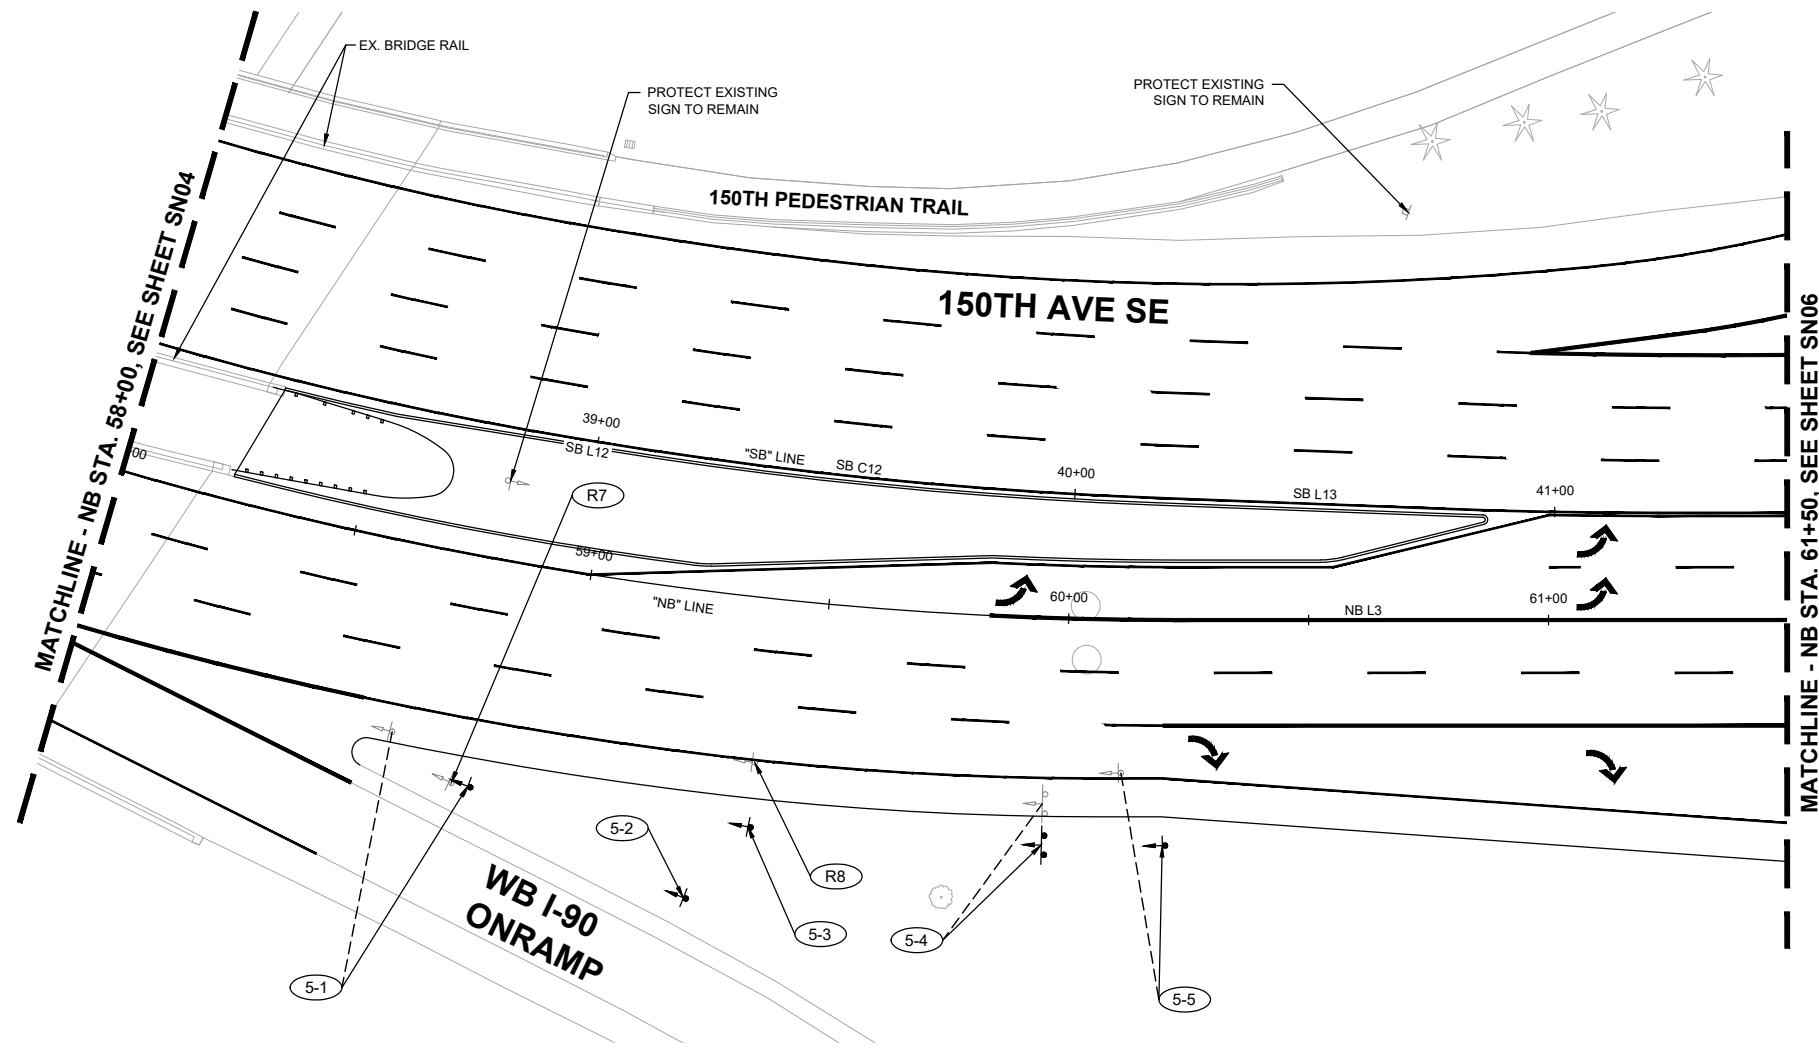 EX. BRIDGE RAIL
PROTECT EXISTING
SIGN TO REMAIN
PROTECT EXISTING
SIGN TO REMAIN
150TH PEDESTRIAN TRAIL
150TH AVE SE
MATCHLINE - NB STA. 58+00, SEE SHEET SN04
MATCHLINE - NB STA. 61+50, SEE SHEET SN06
39+00
SB L12
"SB" LINE
SB C12
40+00
SB L13
41+00
00
R7
59+00
"NB" LINE
60+00
NB L3
61+00
5-2
R8
5-3
5-4
5-1
5-5
WB I-90
ONRAMP